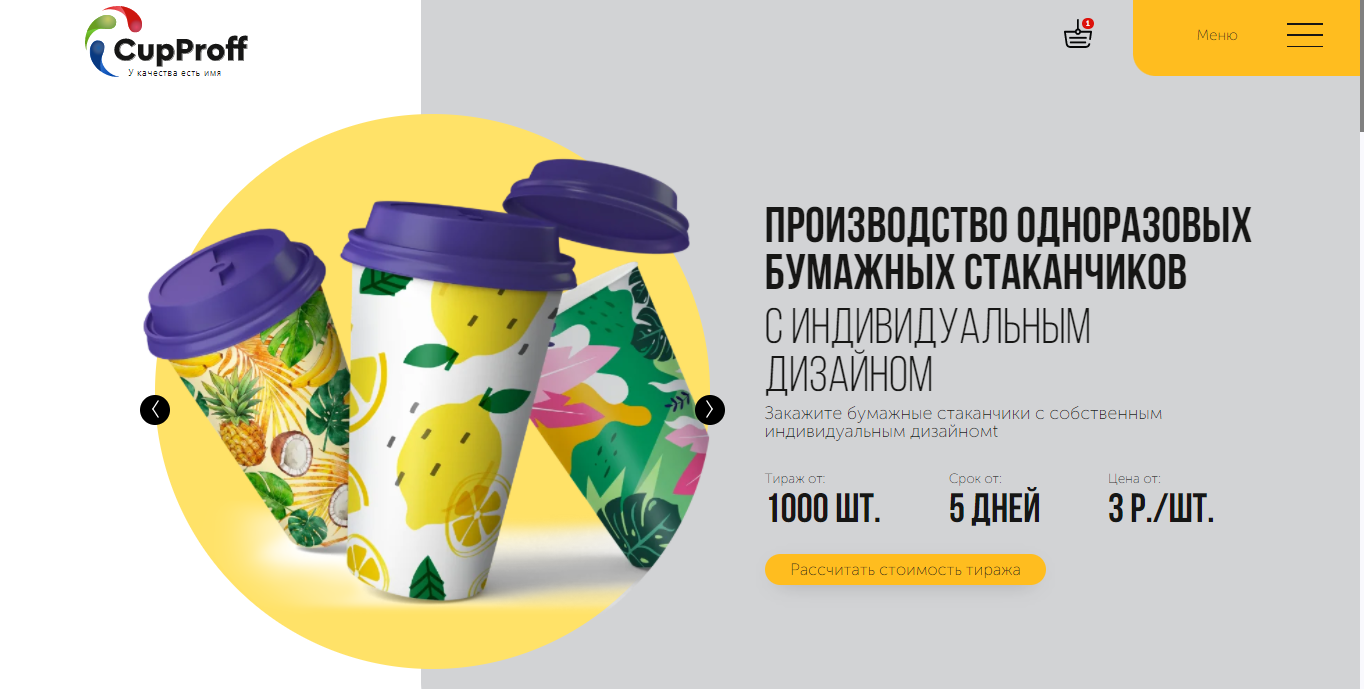 CupProff
У качества есть имя
1
Меню
ПРОИЗВОДСТВО ОДНОРАЗОВЫХ
БУМАЖНЫХ СТАКАНЧИКОВ
С ИНДИВИДУАЛЬНЫМ
ДИЗАЙНОМ
Закажите бумажные стаканчики с собственным
индивидуальным дизайномt
Тираж от:
1000 ШТ.
Срок от:
5 ДНЕЙ
Цена от:
3 Р./ШТ.
Рассчитать стоимость тиража